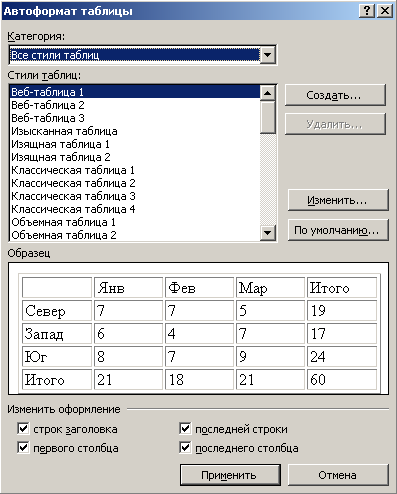 Автоформат таблицы
Категория:
Все стили таблиц
Стили таблиц:
Веб-таблица 1
Веб-таблица 2
Веб-таблица 3
Изысканная таблица
Изящная таблица 1
Изящная таблица 2
Классическая таблица 1
Классическая таблица 2
Классическая таблица 3
Классическая таблица 4
Объемная таблица 1
Объемная таблица 2
Создать...
Удалить...
Изменить...
По умолчанию...
Образец
Янв Фев Мар Итого
Север 7 7 5 19
Запад 6 4 7 17
Юг 8 7 9 24
Итого 21 18 21 60
Изменить оформление
строк заголовка последней строки
первого столбца последнего столбца
Применить Отмена